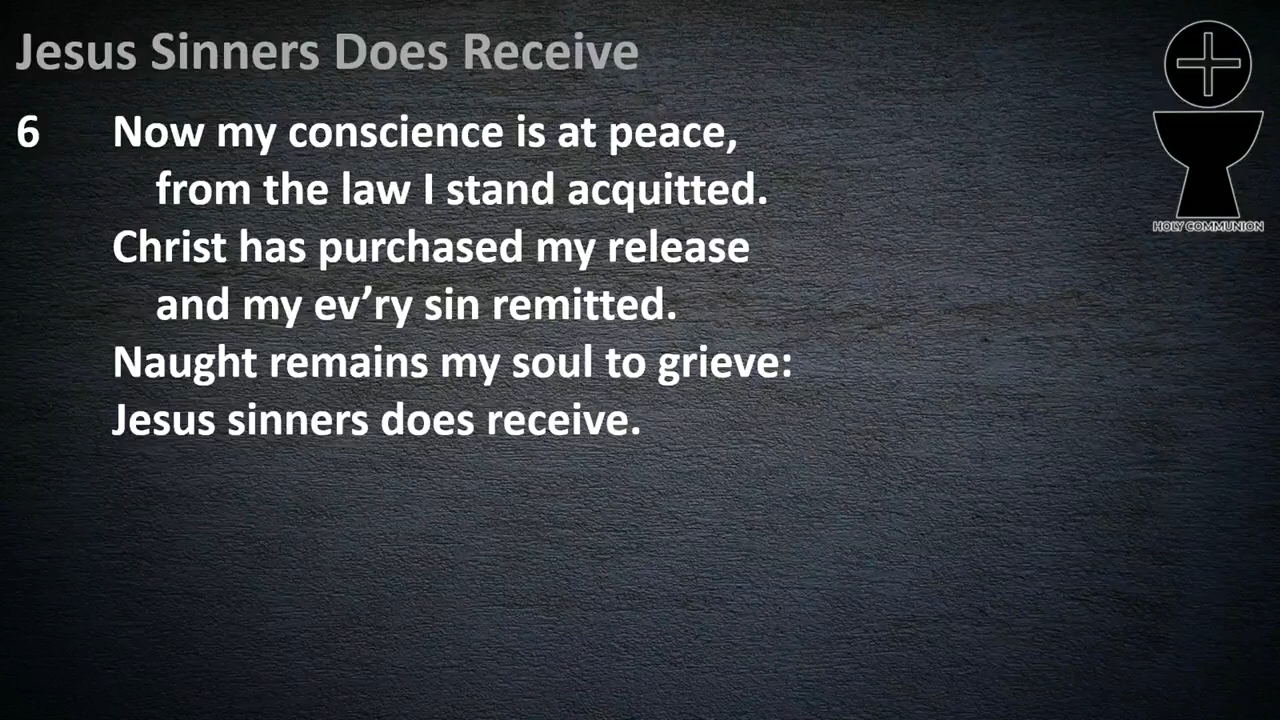 Jesus Sinners Does Receive
HOLY COMMUNION
6 Now my conscience is at peace,
from the law I stand acquitted.
Christ has purchased my release
and my ev’ry sin remitted.
Naught remains my soul to grieve:
Jesus sinners does receive.